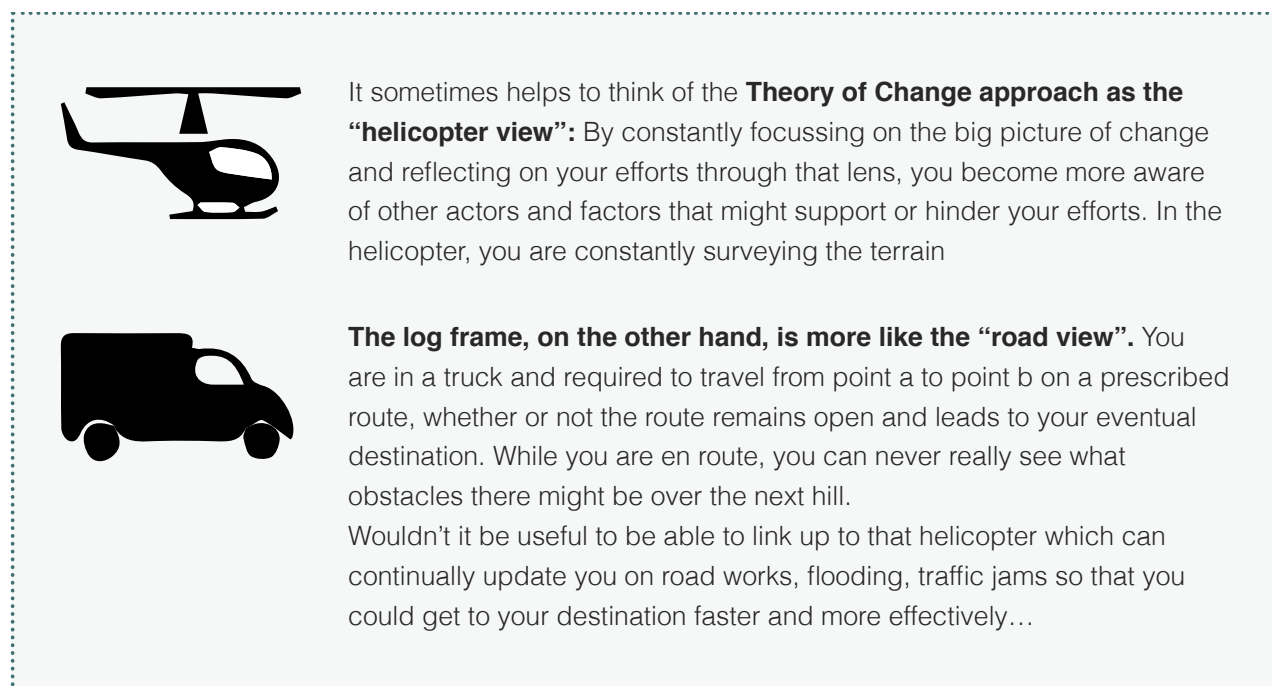 It sometimes helps to think of the Theory of Change approach as the
“helicopter view”: By constantly focussing on the big picture of change
and reflecting on your efforts through that lens, you become more aware
of other actors and factors that might support or hinder your efforts. In the
helicopter, you are constantly surveying the terrain
The log frame, on the other hand, is more like the “road view”. You
are in a truck and required to travel from point a to point b on a prescribed
route, whether or not the route remains open and leads to your eventual
destination. While you are en route, you can never really see what
obstacles there might be over the next hill.
Wouldn’t it be useful to be able to link up to that helicopter which can
continually update you on road works, flooding, traffic jams so that you
could get to your destination faster and more effectively…